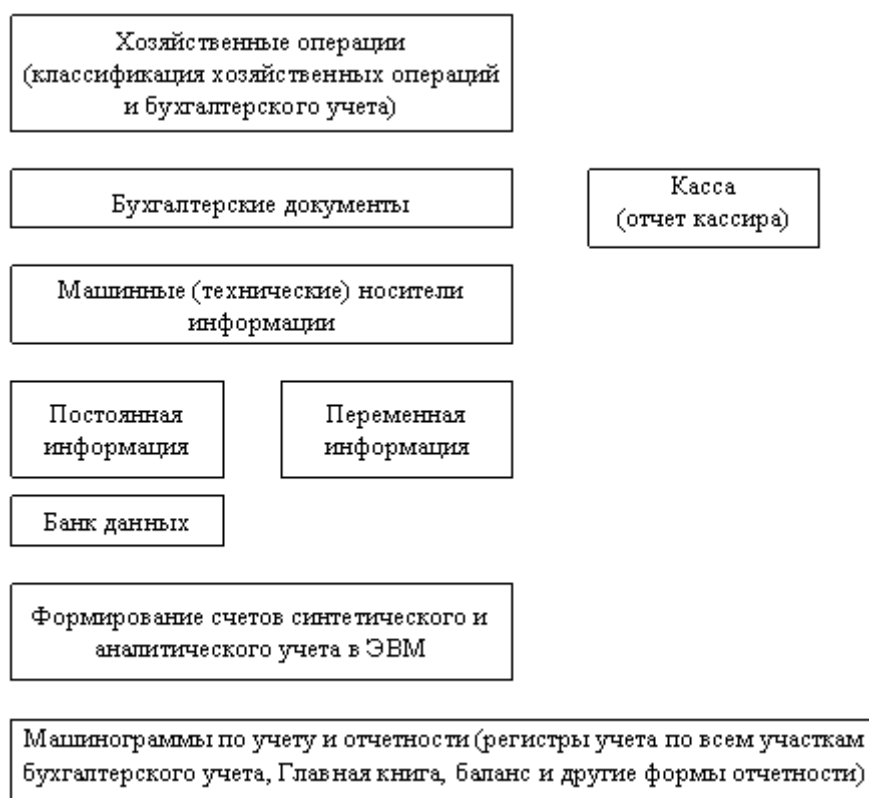 Хозяйственные операции
(классификация хозяйственных операций
и бухгалтерского учета)
Бухгалтерские документы
Касса
(отчет кассира)
Машинные (технические) носители
информации
Постоянная
информация
Переменная
информация
Банк данных
Формирование счетов синтетического и
аналитического учета в ЭВМ
Машинограммы по учету и отчетности (регистры учета по всем участкам
бухгалтерского учета, Главная книга, баланс и другие формы отчетности)